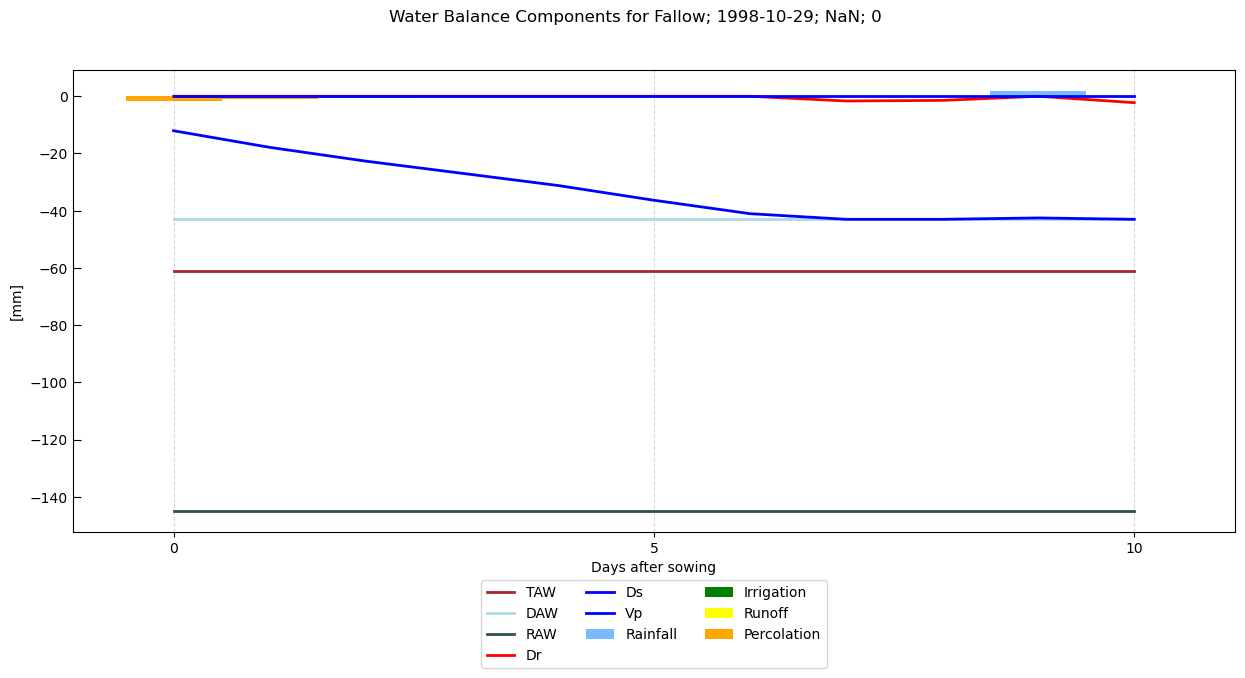 Water Balance Components for Fallow; 1998-10-29; NaN; 0
0
−20
−40
−60
−80
−100
−120
−140
[mm]
0 5 10
Days after sowing
TAW Ds Irrigation
DAW Vp Runoff
RAW Rainfall Percolation
Dr